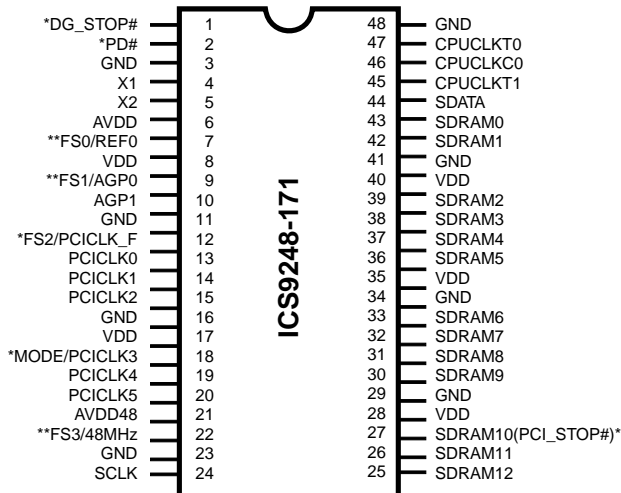 *DG_STOP# 1 48 GND
*PD# 2 47 CPUCLKT0
GND 3 46 CPUCLKC0
X1 4 45 CPUCLKT1
X2 5 44 SDATA
AVDD 6 43 SDRAM0
**FS0/REF0 7 42 SDRAM1
VDD 8 41 GND
**FS1/AGP0 9 40 VDD
AGP1 10 39 SDRAM2
GND 11 38 SDRAM3
*FS2/PCICLK_F 12 37 SDRAM4
PCICLK0 13 36 SDRAM5
PCICLK1 14 35 VDD
PCICLK2 15 34 GND
GND 16 33 SDRAM6
VDD 17 32 SDRAM7
*MODE/PCICLK3 18 31 SDRAM8
PCICLK4 19 30 SDRAM9
PCICLK5 20 29 GND
AVDD48 21 28 VDD
**FS3/48MHz 22 27 SDRAM10(PCI_STOP#)*
GND 23 26 SDRAM11
SCLK 24 25 SDRAM12
ICS9248-171